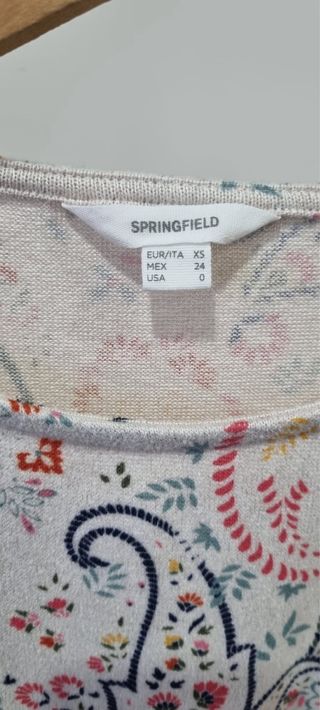 SPRINGFIELD
EUR/ITA XS
MEX 24
USA 0